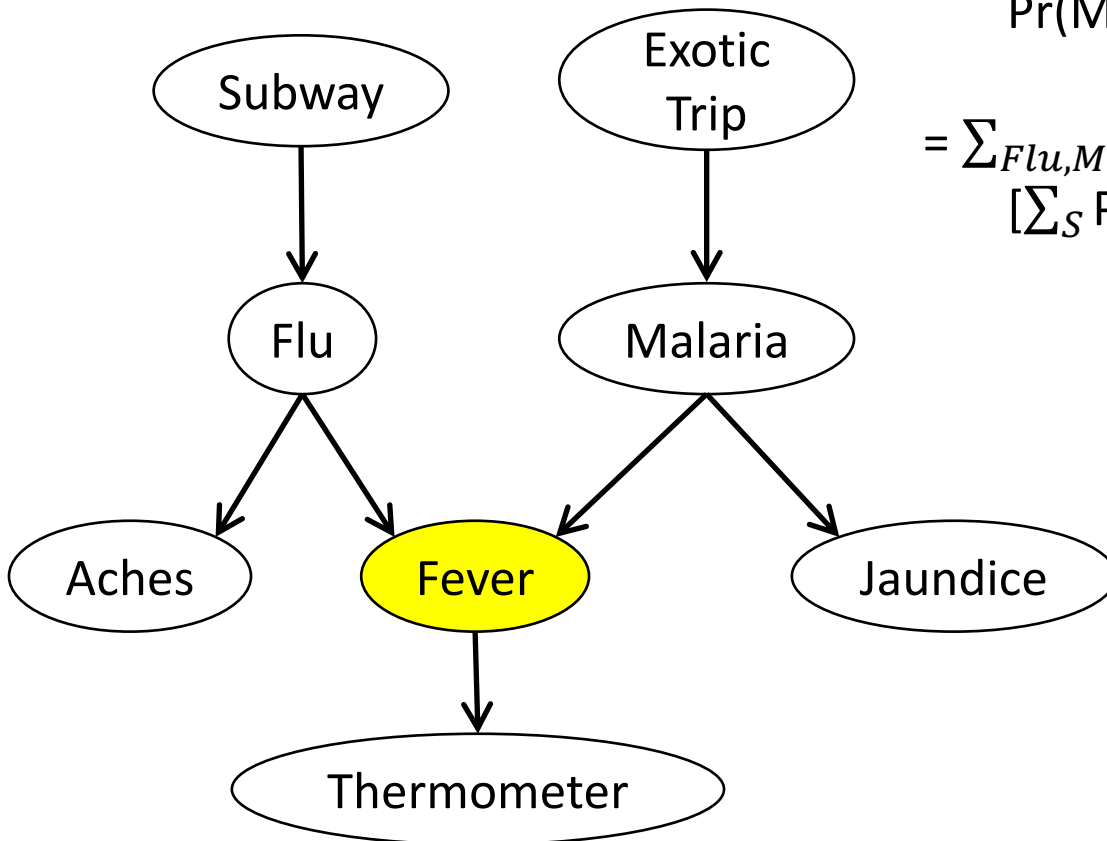 Pr(M
Subway
Exotic
Trip
= ∑Flu,M
[∑S P
Flu
Malaria
Aches
Fever
Jaundice
Thermometer